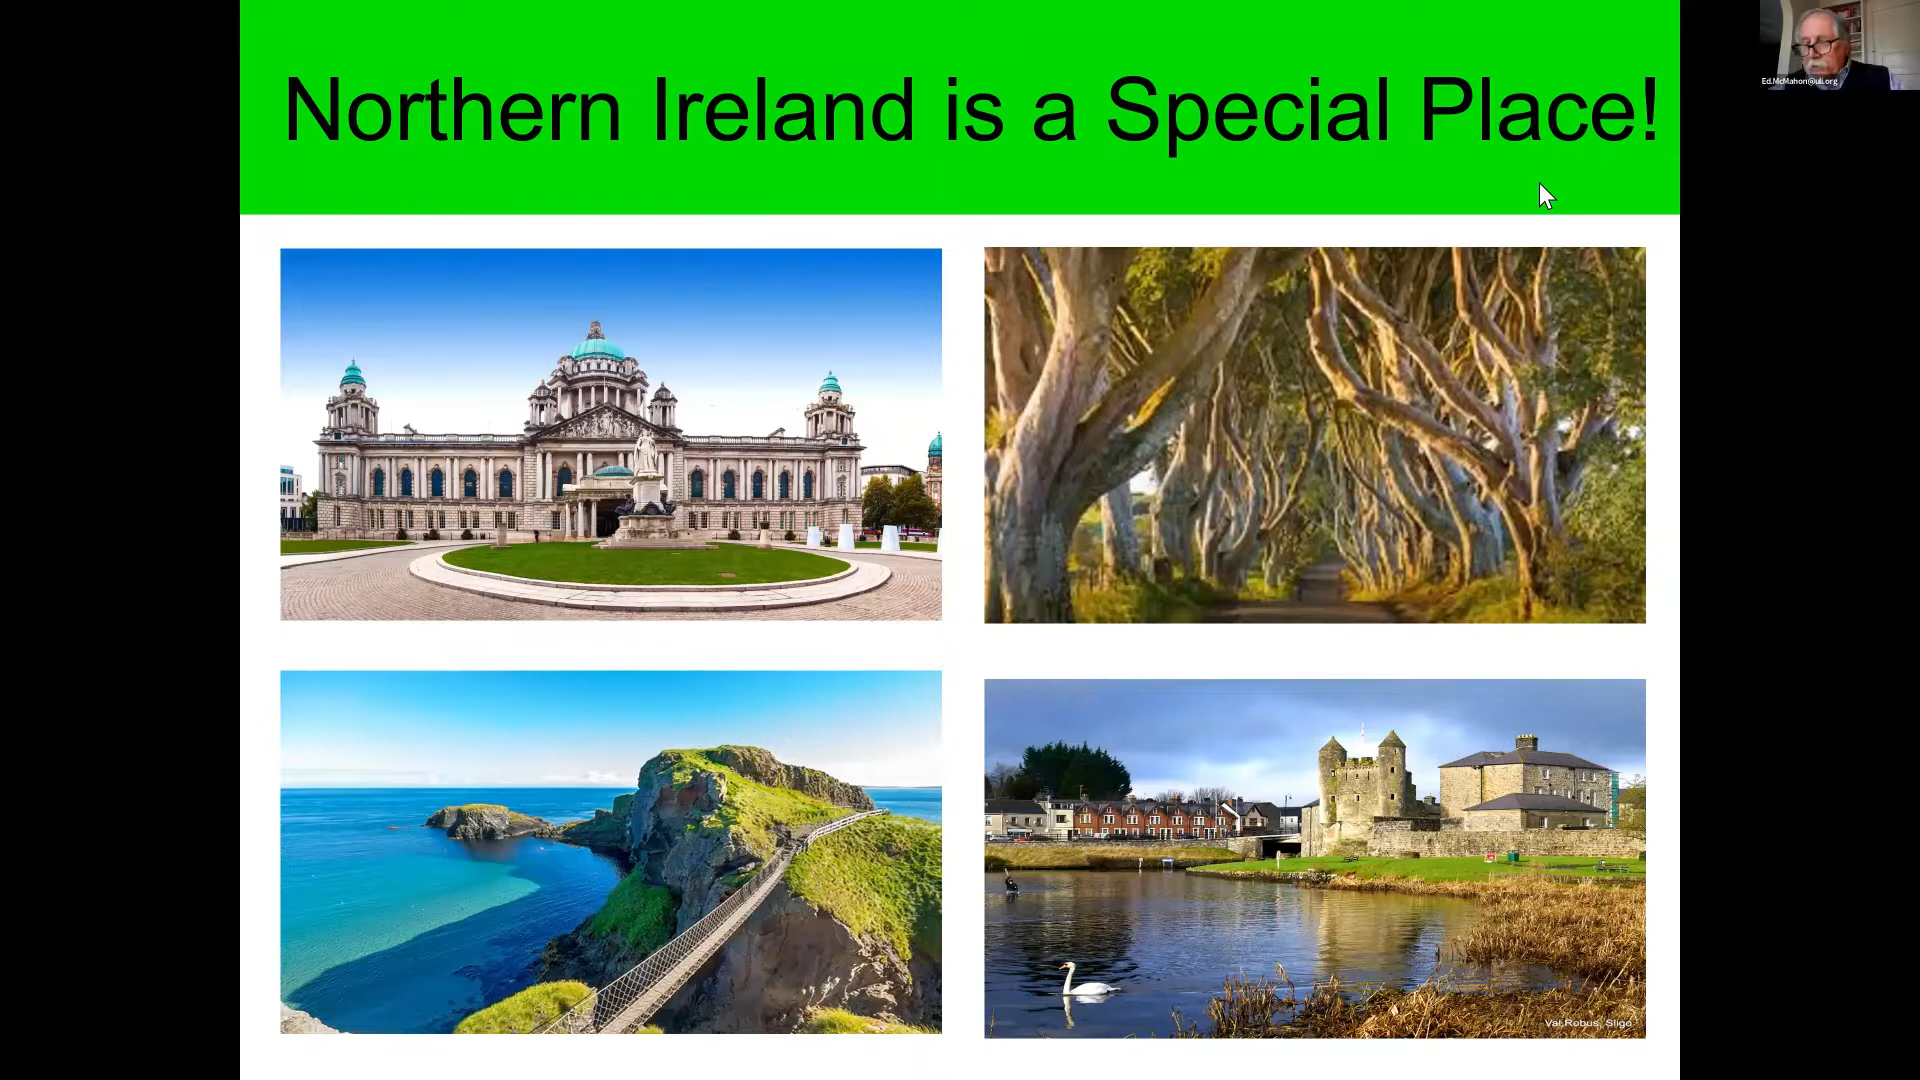 Northern Ireland is a Special Place!
Ed.McMahon@uli.org
Val Robus, Sligo